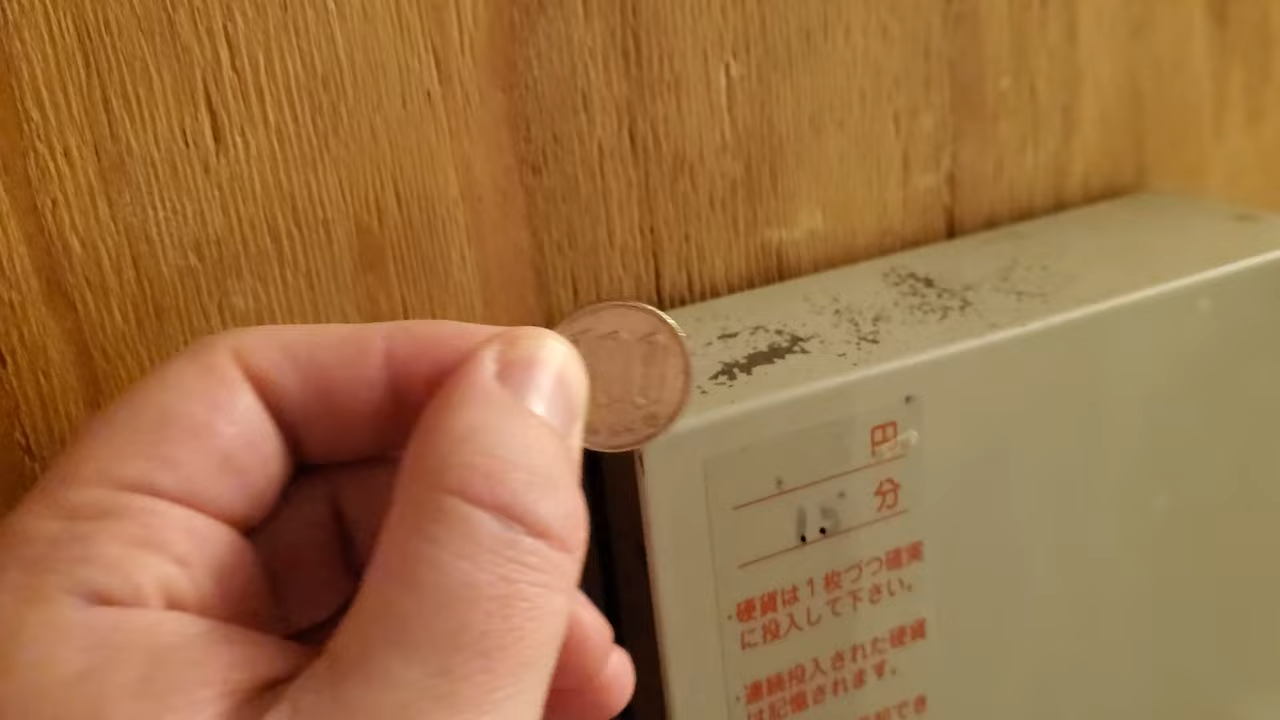 円
15 分
・硬貨は1枚づつ確実
に投入して下さい。
・連続投入された硬貨
は記憶されます。